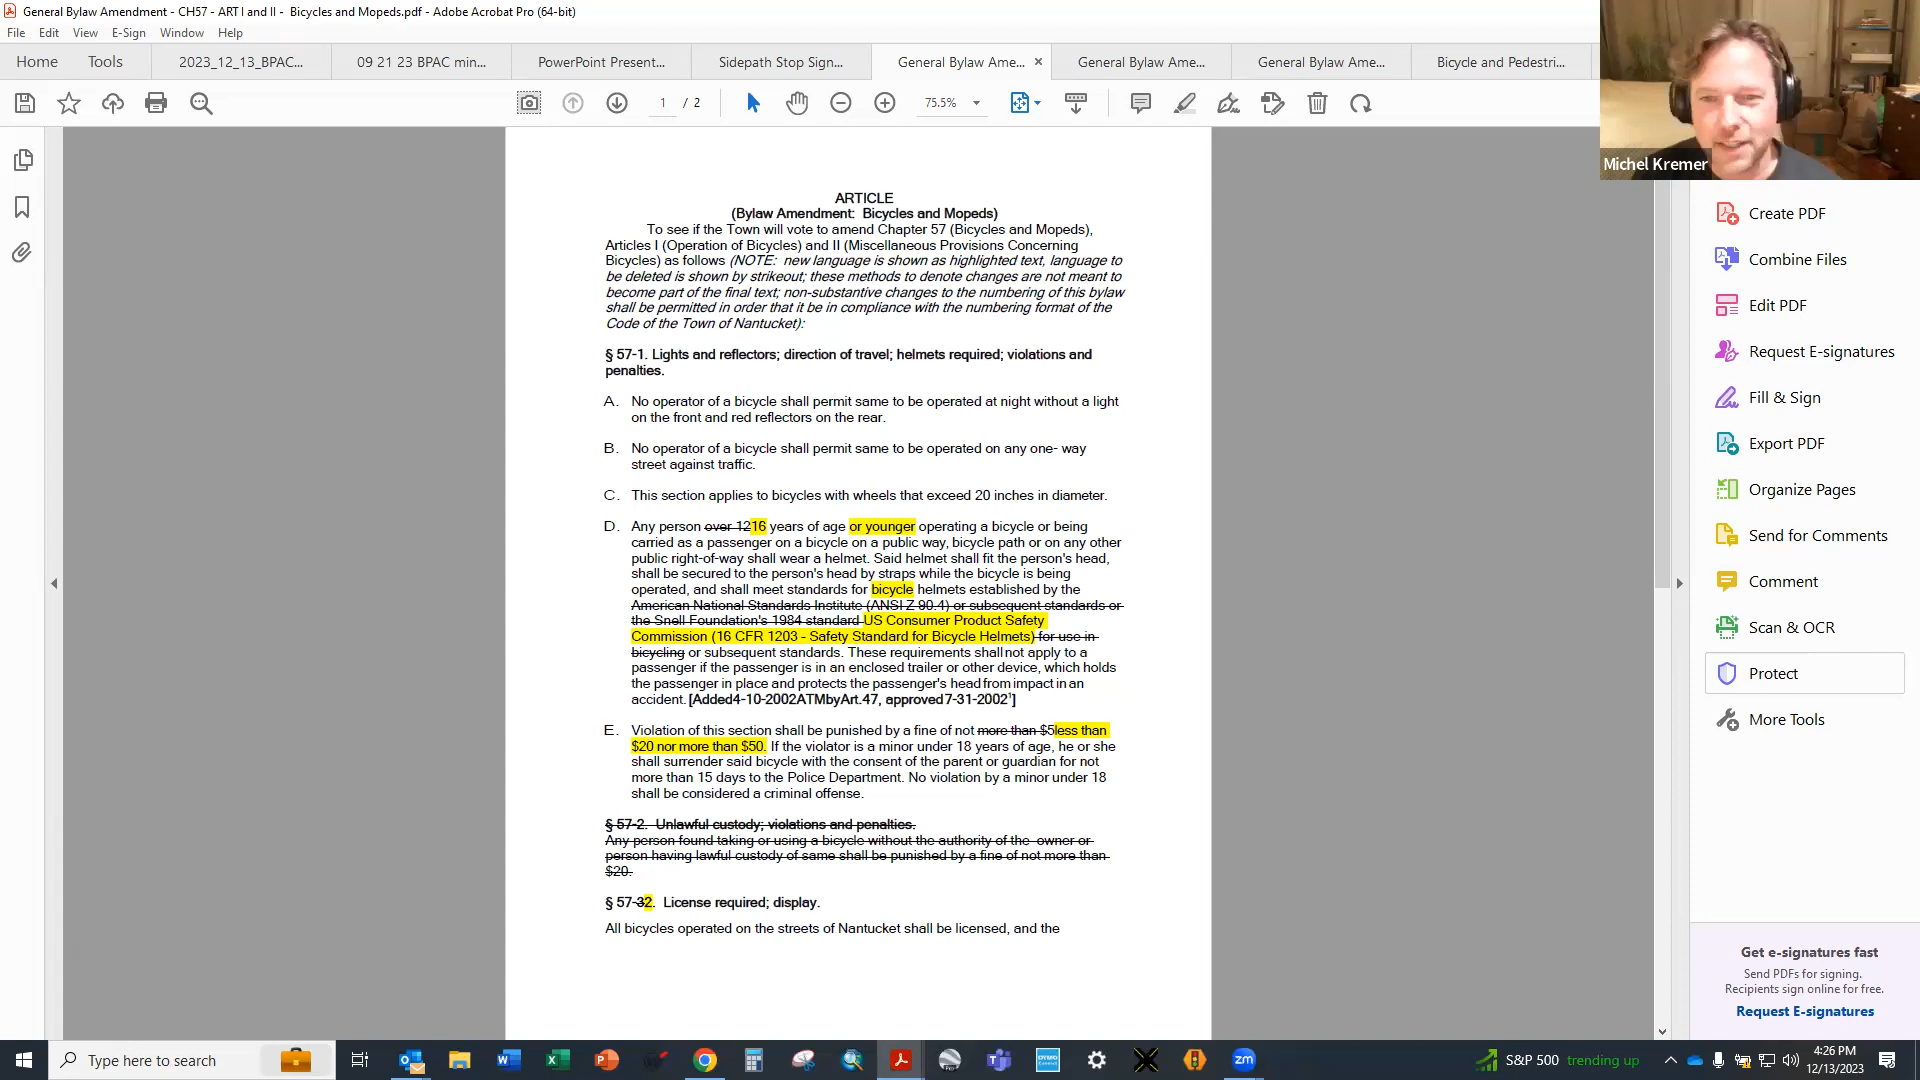 General Bylaw Amendment - CH57 - ART I and II - Bicycles and Mopeds.pdf - Adobe Acrobat Pro (64-bit)
File Edit View E-Sign Window Help
Home Tools 2023_12_13_BPAC... 09 21 23 BPAC min... PowerPoint Present... Sidepath Stop Sign... General Bylaw Ame... × General Bylaw Ame... General Bylaw Ame... Bicycle and Pedestri...
1 / 2 75.5%
Michel Kremer
ARTICLE
(Bylaw Amendment: Bicycles and Mopeds)
To see if the Town will vote to amend Chapter 57 (Bicycles and Mopeds),
Articles I (Operation of Bicycles) and II (Miscellaneous Provisions Concerning
Bicycles) as follows (NOTE: new language is shown as highlighted text, language to
be deleted is shown by strikeout; these methods to denote changes are not meant to
become part of the final text; non-substantive changes to the numbering of this bylaw
shall be permitted in order that it be in compliance with the numbering format of the
Code of the Town of Nantucket):
§ 57-1. Lights and reflectors; direction of travel; helmets required; violations and
penalties.
A. No operator of a bicycle shall permit same to be operated at night without a light
on the front and red reflectors on the rear.
B. No operator of a bicycle shall permit same to be operated on any one- way
street against traffic.
C. This section applies to bicycles with wheels that exceed 20 inches in diameter.
D. Any person over 1216 years of age or younger operating a bicycle or being
carried as a passenger on a bicycle on a public way, bicycle path or on any other
public right-of-way shall wear a helmet. Said helmet shall fit the person's head,
shall be secured to the person's head by straps while the bicycle is being
operated, and shall meet standards for bicycle helmets established by the
American National Standards Institute (ANSI Z 90.4) or subsequent standards or
the Snell Foundation's 1984 standard US Consumer Product Safety
Commission (16 CFR 1203 - Safety Standard for Bicycle Helmets) for use in
bicycling or subsequent standards. These requirements shall not apply to a
passenger if the passenger is in an enclosed trailer or other device, which holds
the passenger in place and protects the passenger's head from impact in an
accident. [Added4-10-2002ATMbyArt.47, approved7-31-2002¹]
E. Violation of this section shall be punished by a fine of not more than $5less than
$20 nor more than $50. If the violator is a minor under 18 years of age, he or she
shall surrender said bicycle with the consent of the parent or guardian for not
more than 15 days to the Police Department. No violation by a minor under 18
shall be considered a criminal offense.
§ 57-2. Unlawful custody; violations and penalties.
Any person found taking or using a bicycle without the authority of the owner or
person having lawful custody of same shall be punished by a fine of not more than
$20.
§ 57-32. License required; display.
All bicycles operated on the streets of Nantucket shall be licensed, and the
Create PDF
Combine Files
Edit PDF
Request E-signatures
Fill & Sign
Export PDF
Organize Pages
Send for Comments
Comment
Scan & OCR
Protect
More Tools
Get e-signatures fast
Send PDFs for signing.
Recipients sign online for free.
Request E-Signatures
Type here to search
S&P 500 trending up
4:26 PM
12/13/2023